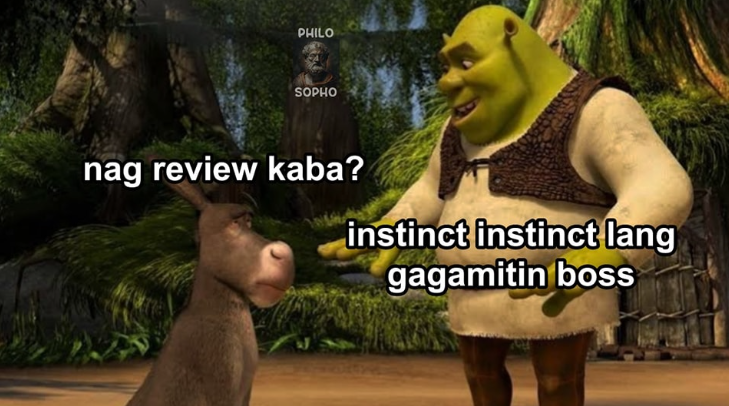 PHILO
SOPHO
nag review kaba?
instinct instinct lang
gagamitin boss